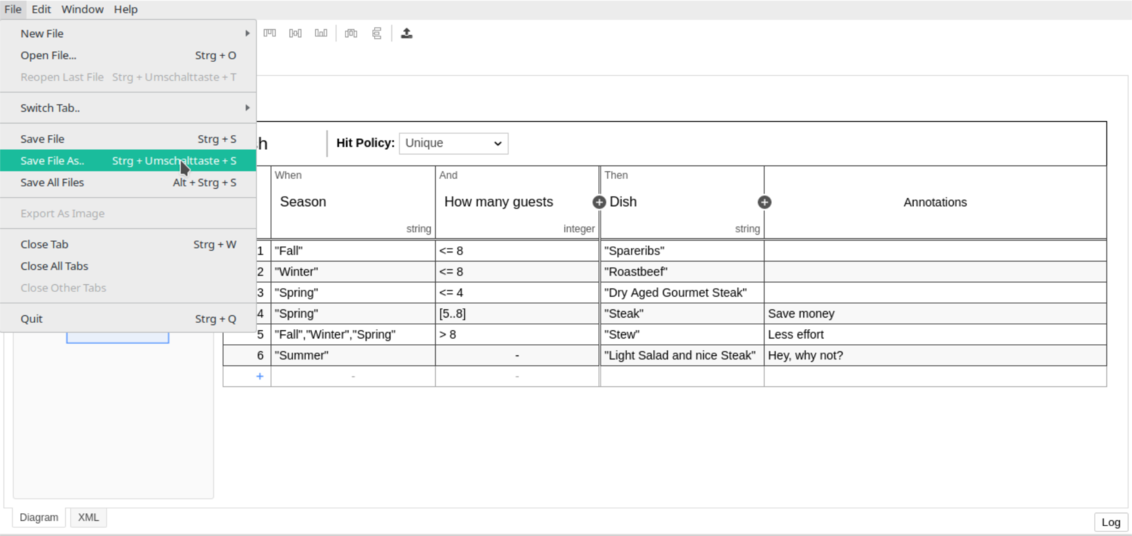 File Edit Window Help
New File
Open File... Strg + O
Reopen Last File Strg + Umschalttaste + T
Switch Tab..
Save File Strg + S
Save File As.. Strg + Umschalttaste + S
Save All Files Alt + Strg + S
Export As Image
Close Tab Strg + W
Close All Tabs
Close Other Tabs
Quit Strg + Q
h Hit Policy: Unique
When And Then
Season How many guests + Dish + Annotations
string integer string
1 "Fall" <= 8 "Spareribs"
2 "Winter" <= 8 "Roastbeef"
3 "Spring" <= 4 "Dry Aged Gourmet Steak"
4 "Spring" [5..8] "Steak" Save money
5 "Fall","Winter","Spring" > 8 "Stew" Less effort
6 "Summer" - "Light Salad and nice Steak" Hey, why not?
+ - -
Diagram XML
Log